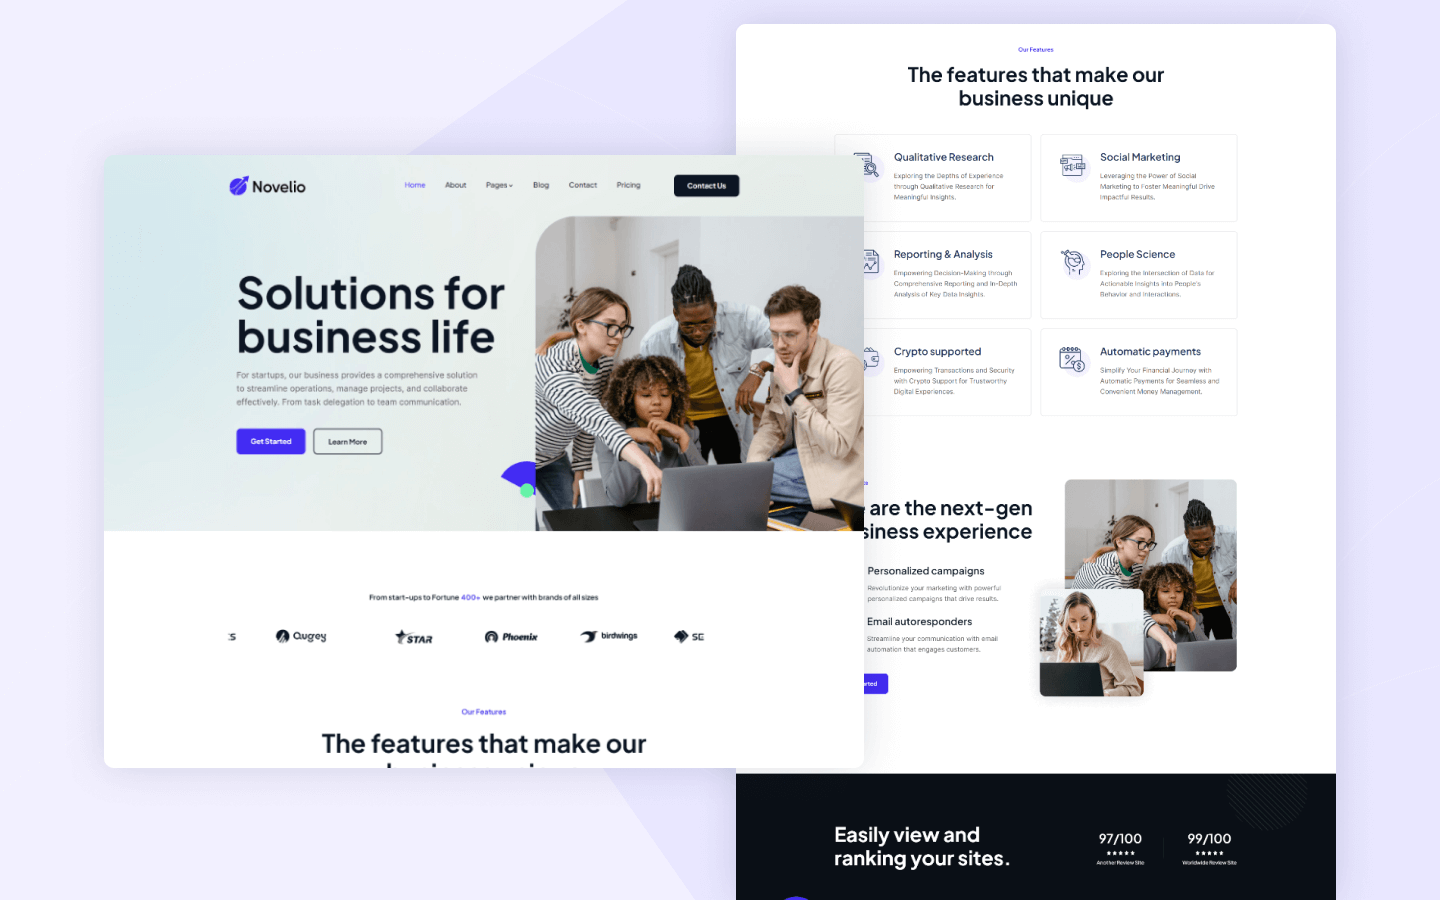 Novelio
Home
About
Pages
Blog
Contact
Pricing
Contact Us
Solutions for
business life
For startups, our business provides a comprehensive solution
to streamline operations, manage projects, and collaborate
effectively. From task delegation to team communication.
Get Started
Learn More
From start-ups to Fortune 400+ we partner with brands of all sizes
Augrey
STAR
Phoenix
birdwings
SE
Our Features
The features that make our
Our Features
The features that make our
business unique
Qualitative Research
Exploring the Depths of Experience
through Qualitative Research for
Meaningful Insights.
Social Marketing
Leveraging the Power of Social
Marketing to Foster Meaningful Drive
Impactful Results.
Reporting & Analysis
Empowering Decision-Making through
Comprehensive Reporting and In-Depth
Analysis of Key Data Insights.
People Science
Exploring the Intersection of Data for
Actionable Insights into People's
Behavior and Interactions.
Crypto supported
Empowering Transactions and Security
with Crypto Support for Trustworthy
Digital Experiences.
Automatic payments
Simplify Your Financial Journey with
Automatic Payments for Seamless and
Convenient Money Management.
are the next-gen
siness experience
Personalized campaigns
Revolutionize your marketing with powerful
personalized campaigns that drive results.
Email autoresponders
Streamline your communication with email
automation that engages customers.
arted
Easily view and
ranking your sites.
97/100
Another Review Site
99/100
Worldwide Review Site